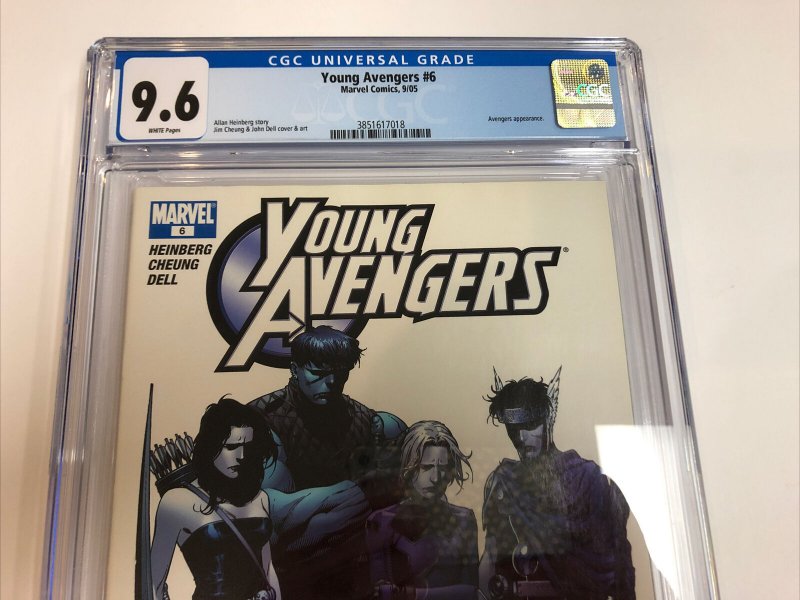 CGC UNIVERSAL GRADE
9.6
WHITE Pages
Young Avengers #6
Marvel Comics, 9/05
Allan Heinberg story
Jim Cheung & John Dell cover & art
3851617018
Avengers appearance.
CGC
CGC
MARVEL
6
HEINBERG
CHEUNG
DELL
YOUNG
AVENGERS®